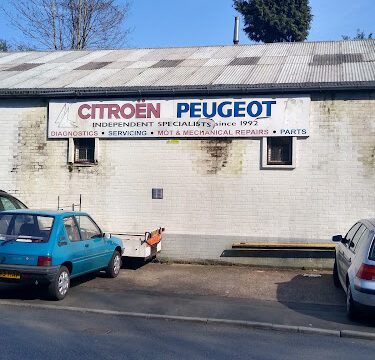 CITROËN PEUGEOT
INDEPENDENT SPECIALISTS since 1992
DIAGNOSTICS • SERVICING • MOT & MECHANICAL REPAIRS • PARTS